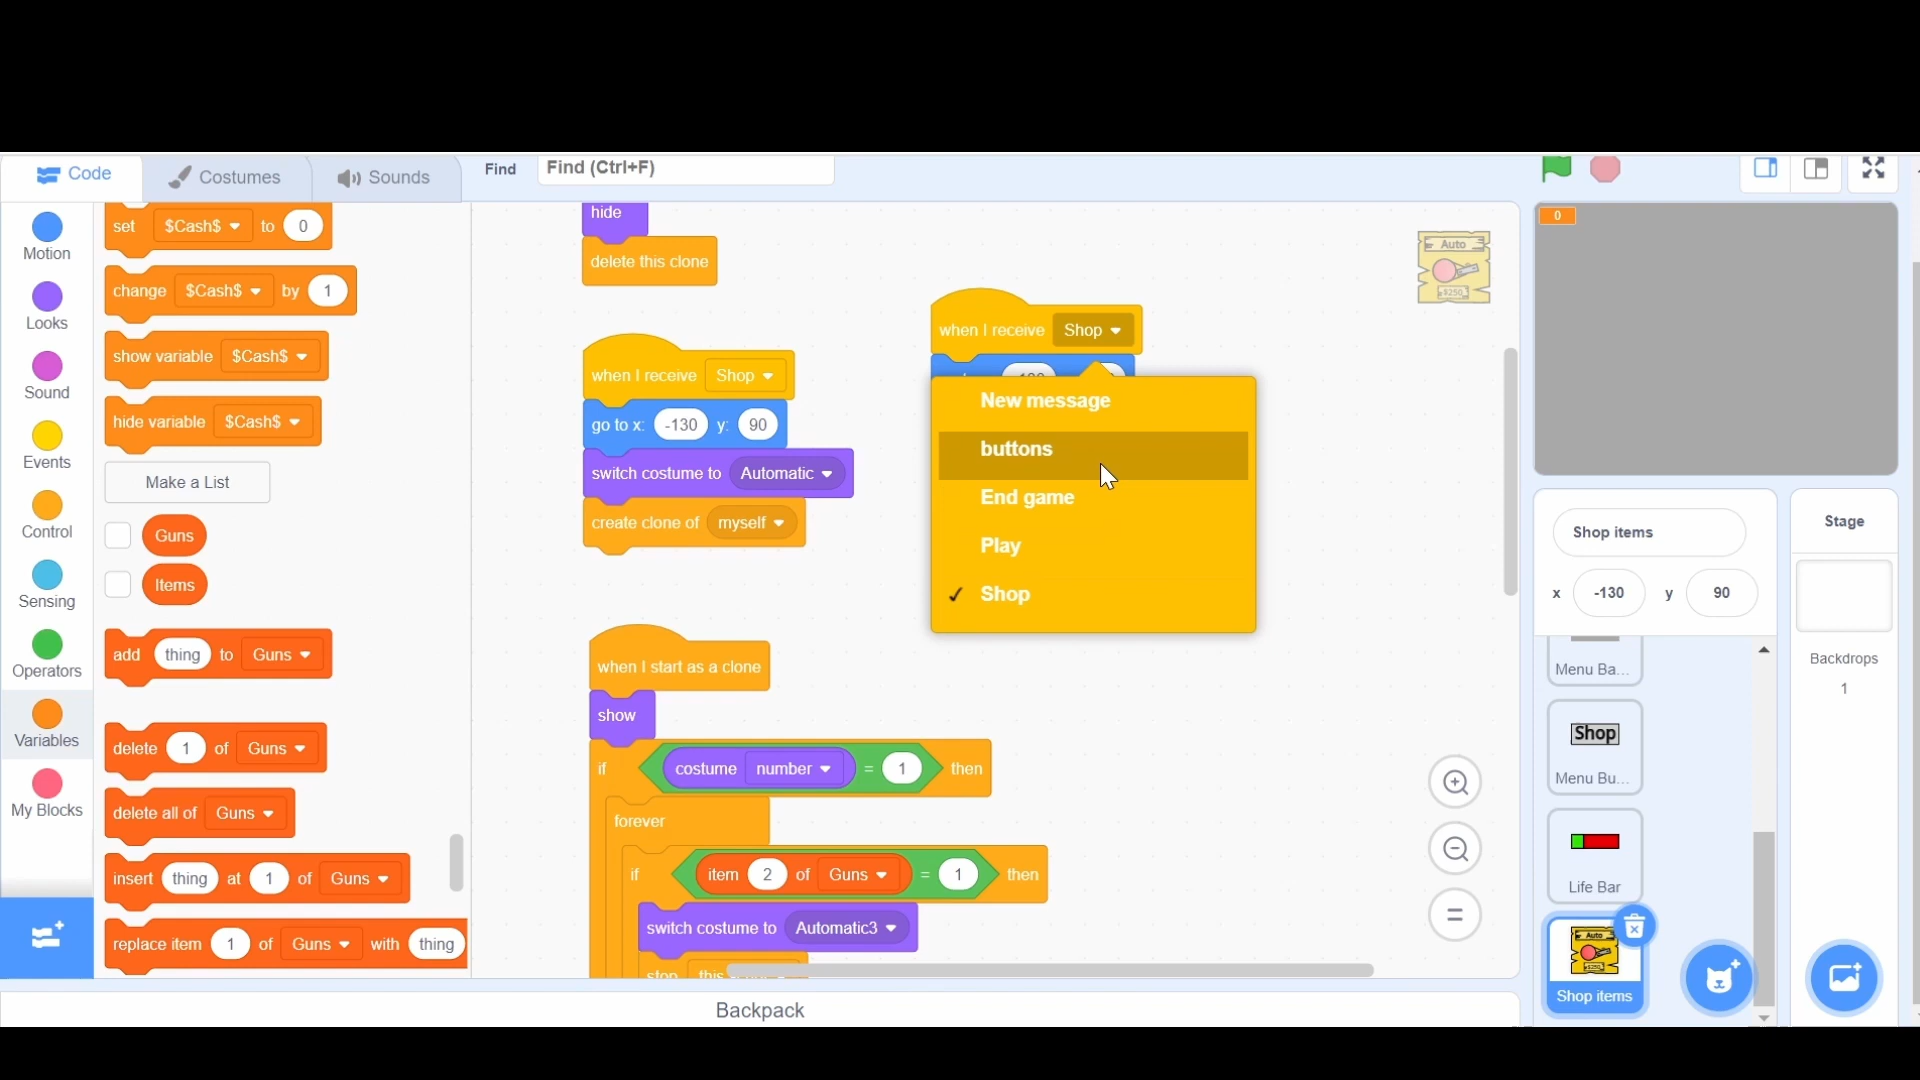 Code
Costumes
Sounds
Find
Find (Ctrl+F)
Motion
Looks
Sound
Events
Control
Sensing
Operators
Variables
My Blocks
set $Cash$ to 0
change $Cash$ by 1
show variable $Cash$
hide variable $Cash$
Make a List
Guns
Items
add thing to Guns
delete 1 of Guns
delete all of Guns
insert thing at 1 of Guns
replace item 1 of Guns with thing
hide
delete this clone
when I receive Shop
go to x: -130 y: 90
switch costume to Automatic
create clone of myself
when I start as a clone
show
if costume number = 1 then
forever
if item 2 of Guns = 1 then
switch costume to Automatic3
stop this
when I receive Shop
New message
buttons
End game
Play
✓ Shop
Auto
$250
0
Shop items
x -130 y 90
Menu Ba...
Shop
Menu Bu...
Life Bar
Auto
Shop items
Stage
Backdrops
1
Backpack